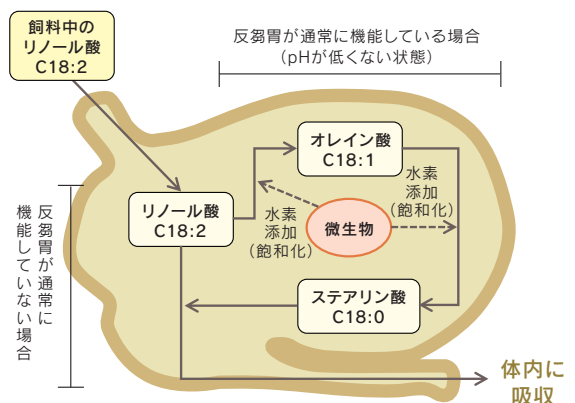 飼料中の
リノール酸
C18:2
反芻胃が通常に機能している場合
(pHが低くない状態)
オレイン酸
C18:1
水素
添加
(飽和化)
リノール酸
C18:2
水素
添加
(飽和化)
微生物
反芻胃が通常に
機能していない場合
ステアリン酸
C18:0
体内に
吸収